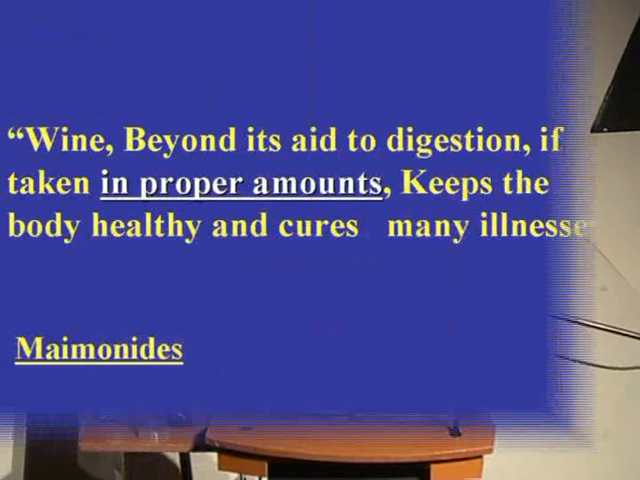 “Wine, Beyond its aid to digestion, if
taken in proper amounts, Keeps the
body healthy and cures many illnesse
Maimonides